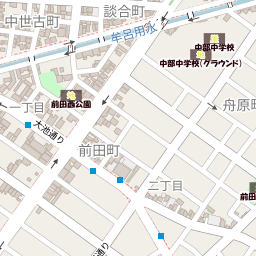 談合町
中世古町
牟呂用水
中部中学校
中部中学校(グラウンド)
舟原町
前田西公園
一丁目
大池通り
前田町
二丁目
前田